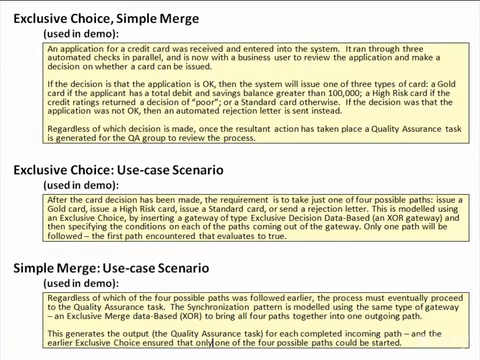 Exclusive Choice, Simple Merge
(used in demo):
An application for a credit card was received and entered into the system.  It ran through three
automated checks in parallel, and is now with a business user to review the application and make a
decision on whether a card can be issued.
If the decision is that the application is OK, then the system will issue one of three types of card: a Gold
card if the applicant has a total debit and savings balance greater than 100,000; a High Risk card if the
credit ratings returned a decision of "poor"; or a Standard card otherwise.  If the decision was that the
application was not OK, then an automated rejection letter is sent instead.
Regardless of which decision is made, once the resultant action has taken place a Quality Assurance task
is generated for the QA group to review the process.
Exclusive Choice: Use-case Scenario
(used in demo):
After the card decision has been made, the requirement is to take just one of four possible paths: issue a
Gold card, issue a High Risk card, issue a Standard card, or send a rejection letter.  This is modelled using
an Exclusive Choice, by inserting a gateway of type Exclusive Decision Data-Based (an XOR gateway) and
then specifying the conditions on each of the paths coming out of the gateway.  Only one path will be
followed – the first path encountered that evaluates to true.
Simple Merge: Use-case Scenario
(used in demo):
Regardless of which of the four possible paths was followed earlier, the process must eventually proceed
to the Quality Assurance task.  The Synchronization pattern is modelled using the same type of gateway
– an Exclusive Merge data-Based (XOR) to bring all four paths together into one outgoing path.
This generates the output (the Quality Assurance task) for each completed incoming path – and the
earlier Exclusive Choice ensured that only one of the four possible paths could be started.